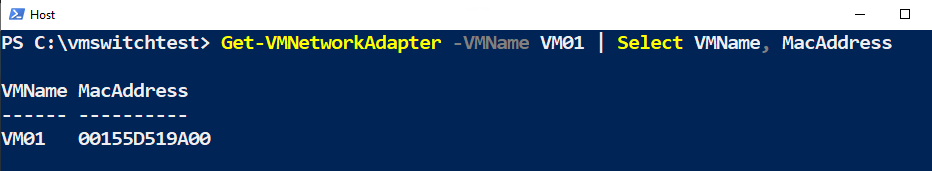 Host
PS C:\vmswitchtest> Get-VMNetworkAdapter -VMName VM01 | Select VMName, MacAddress
VMName MacAddress
------ ----------
VM01   00155D519A00